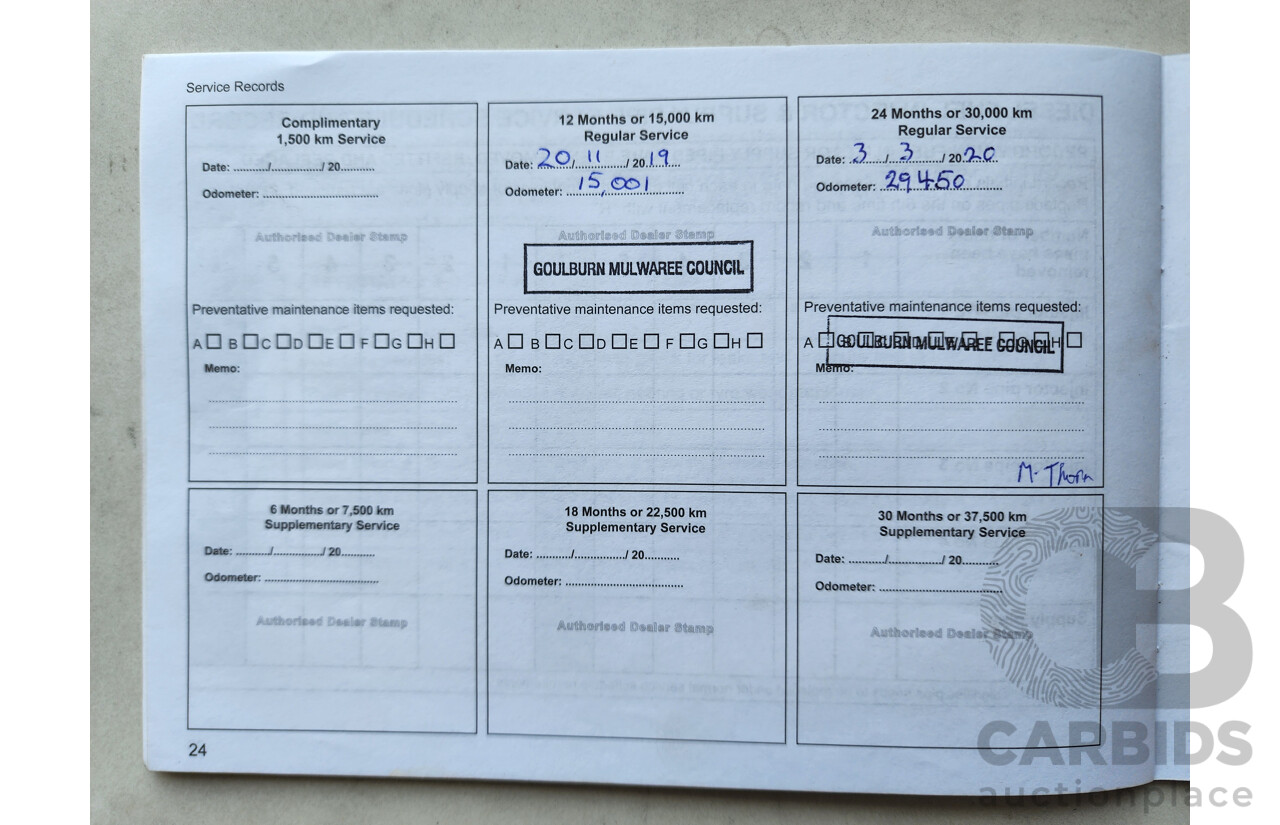 Service Records
Complimentary
1,500 km Service
Date: ........../................/ 20..........
Odometer: ..................................
Authorised Dealer Stamp
Preventative maintenance items requested:
A☐ B☐C☐D☐E☐ F☐G☐H☐
Memo:
6 Months or 7,500 km
Supplementary Service
Date: ........../................/ 20..........
Odometer: ..................................
Authorised Dealer Stamp
12 Months or 15,000 km
Regular Service
Date: 20/ 11 / 20 19
Odometer: 15,001
Authorised Dealer Stamp
GOULBURN MULWAREE COUNCIL
Preventative maintenance items requested:
A☐ B☐C☐D☐E☐ F☐G☐H☐
Memo:
18 Months or 22,500 km
Supplementary Service
Date: ........../................/ 20..........
Odometer: ..................................
Authorised Dealer Stamp
24 Months or 30,000 km
Regular Service
Date: 3 / 3 / 20 20
Odometer: 29450
Authorised Dealer Stamp
Preventative maintenance items requested:
A☐ B☐C☐D☐E☐ F☐G☐H☐
GOULBURN MULWAREE COUNCIL
Memo:
M. Thorn
30 Months or 37,500 km
Supplementary Service
Date: ........../................/ 20..........
Odometer: ..................................
Authorised Dealer Stamp
24
CB
CARBIDS
auctionplace